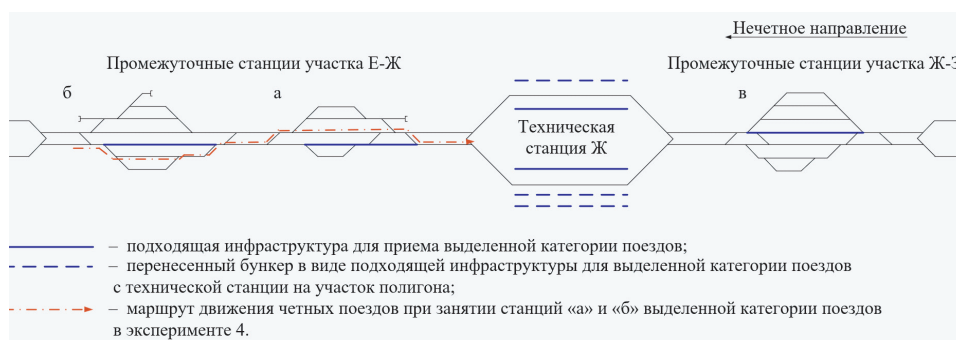 Нечетное направление
Промежуточные станции участка Е-Ж
Промежуточные станции участка Ж-З
б
а
в
Техническая
станция Ж
– подходящая инфраструктура для приема выделенной категории поездов;
– перенесенный бункер в виде подходящей инфраструктуры для выделенной категории поездов
с технической станции на участок полигона;
– маршрут движения четных поездов при занятии станций «а» и «б» выделенной категории поездов
в эксперименте 4.